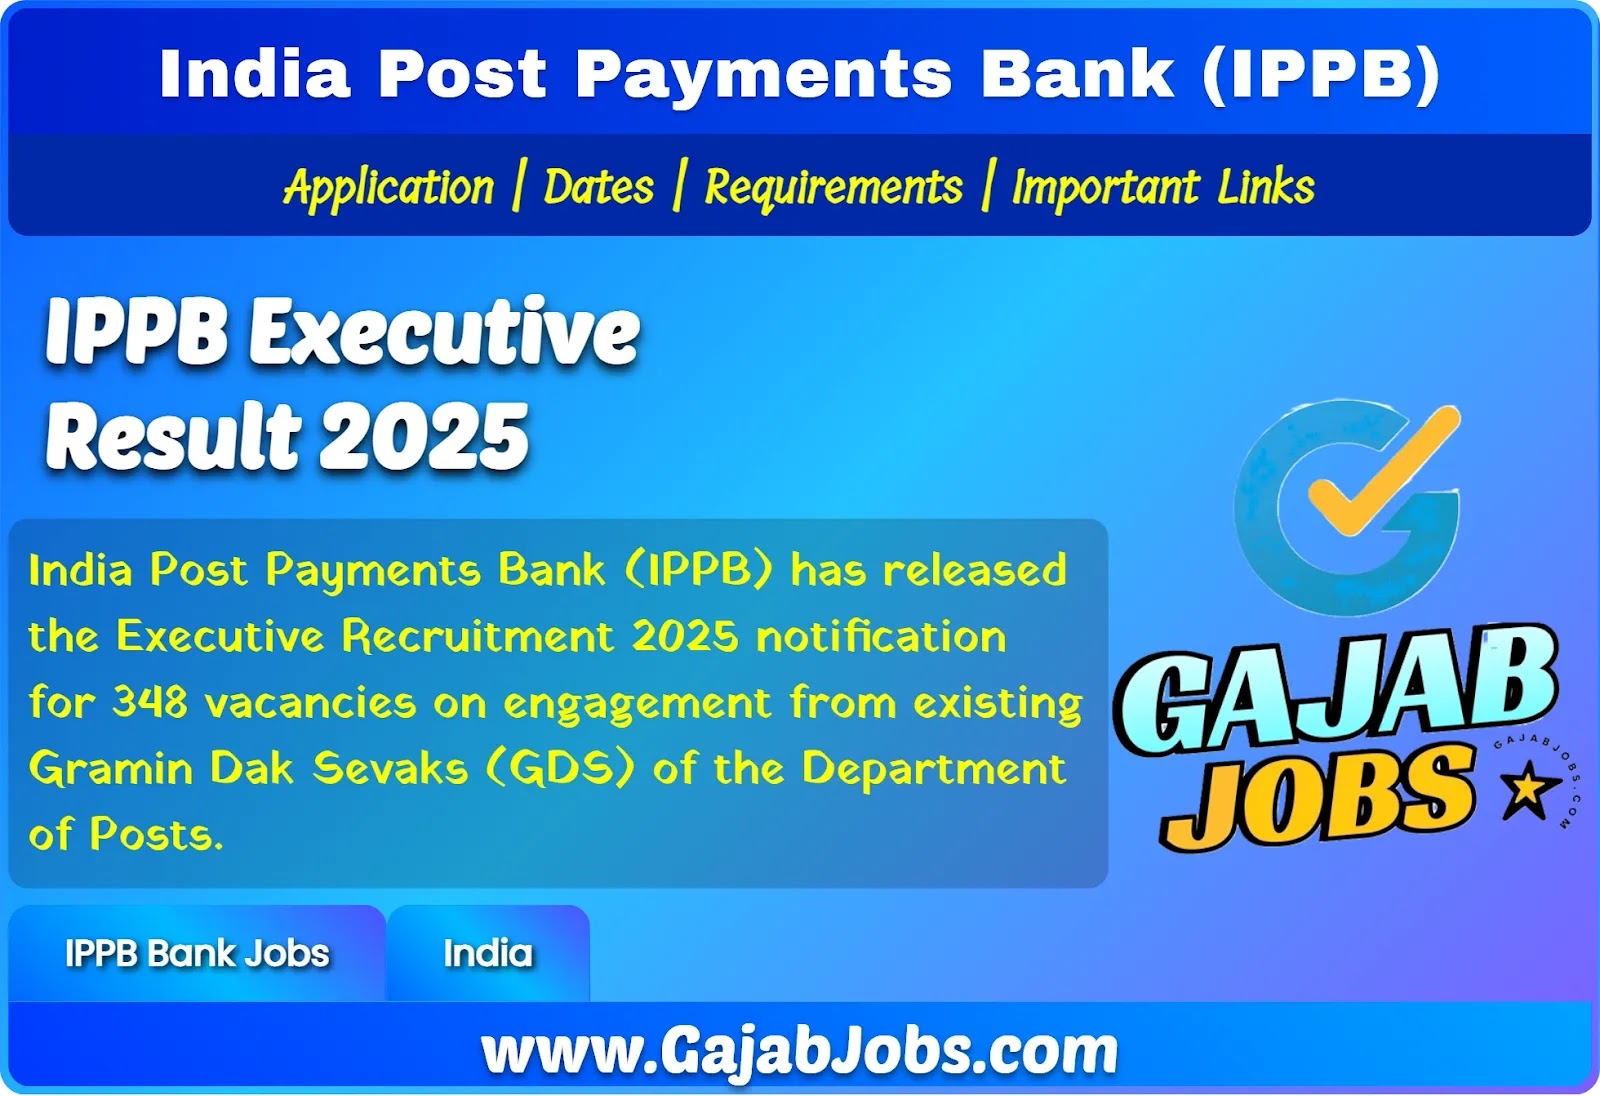 India Post Payments Bank (IPPB)
Application | Dates | Requirements | Important Links
IPPB Executive
Result 2025
India Post Payments Bank (IPPB) has released
the Executive Recruitment 2025 notification
for 348 vacancies on engagement from existing
Gramin Dak Sevaks (GDS) of the Department
of Posts.
GAJAB
JOBS
GAJABJOBS.COM
IPPB Bank Jobs
India
www.GajabJobs.com